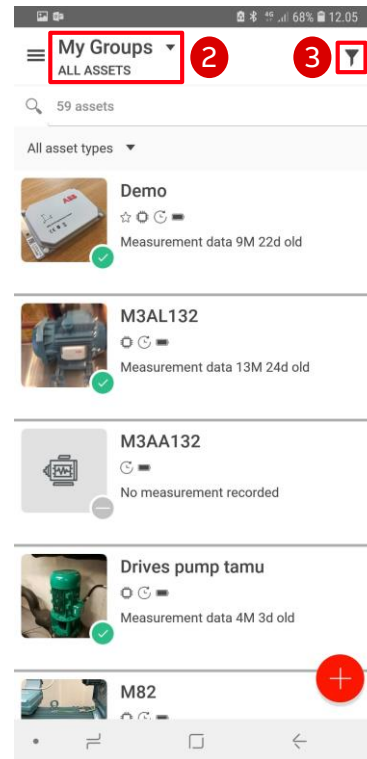 68% 12.05
My Groups
ALL ASSETS
2
3
59 assets
All asset types
ABB
Demo
Measurement data 9M 22d old
M3AL132
Measurement data 13M 24d old
M3AA132
No measurement recorded
Drives pump tamu
Measurement data 4M 3d old
M82